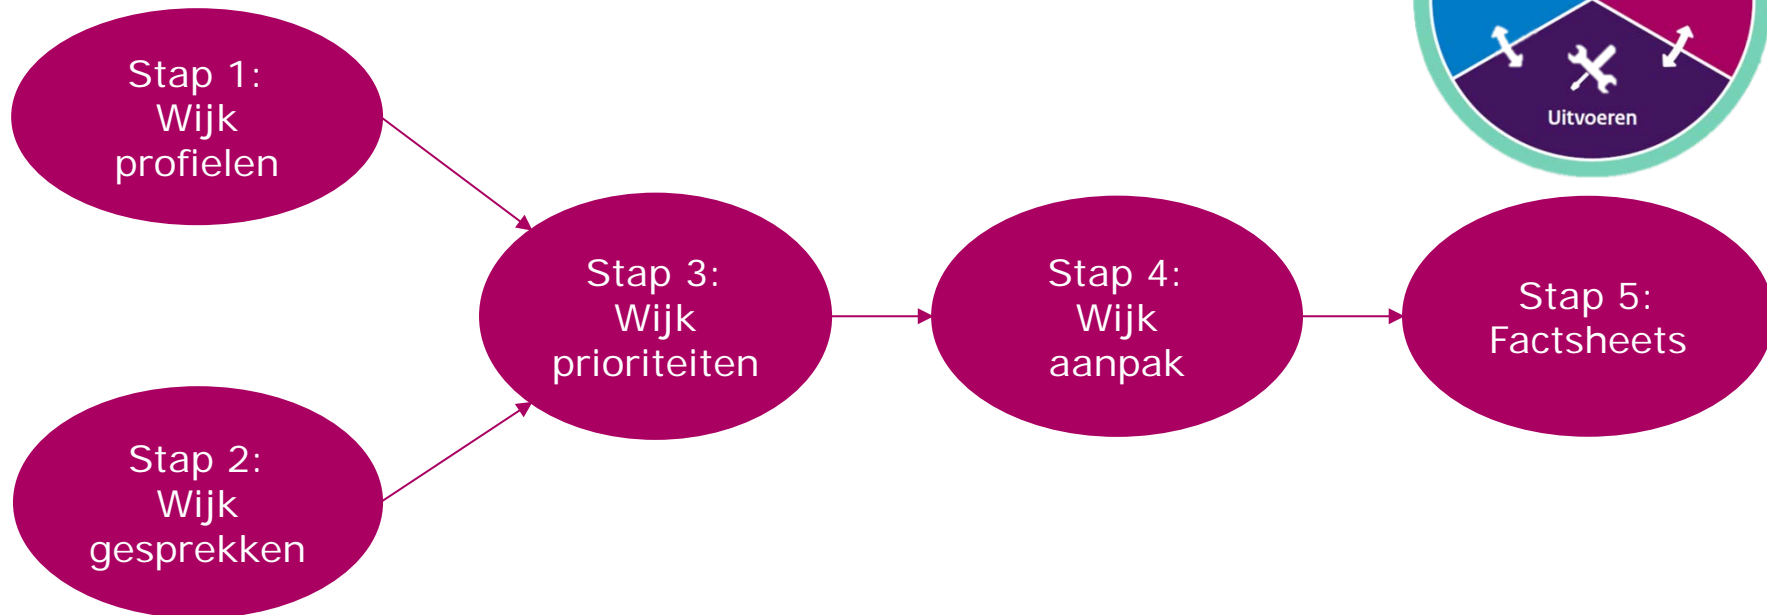 Stap 1:
Wijk
profielen
Uitvoeren
Stap 3:
Wijk
prioriteiten
Stap 4:
Wijk
aanpak
Stap 5:
Factsheets
Stap 2:
Wijk
gesprekken